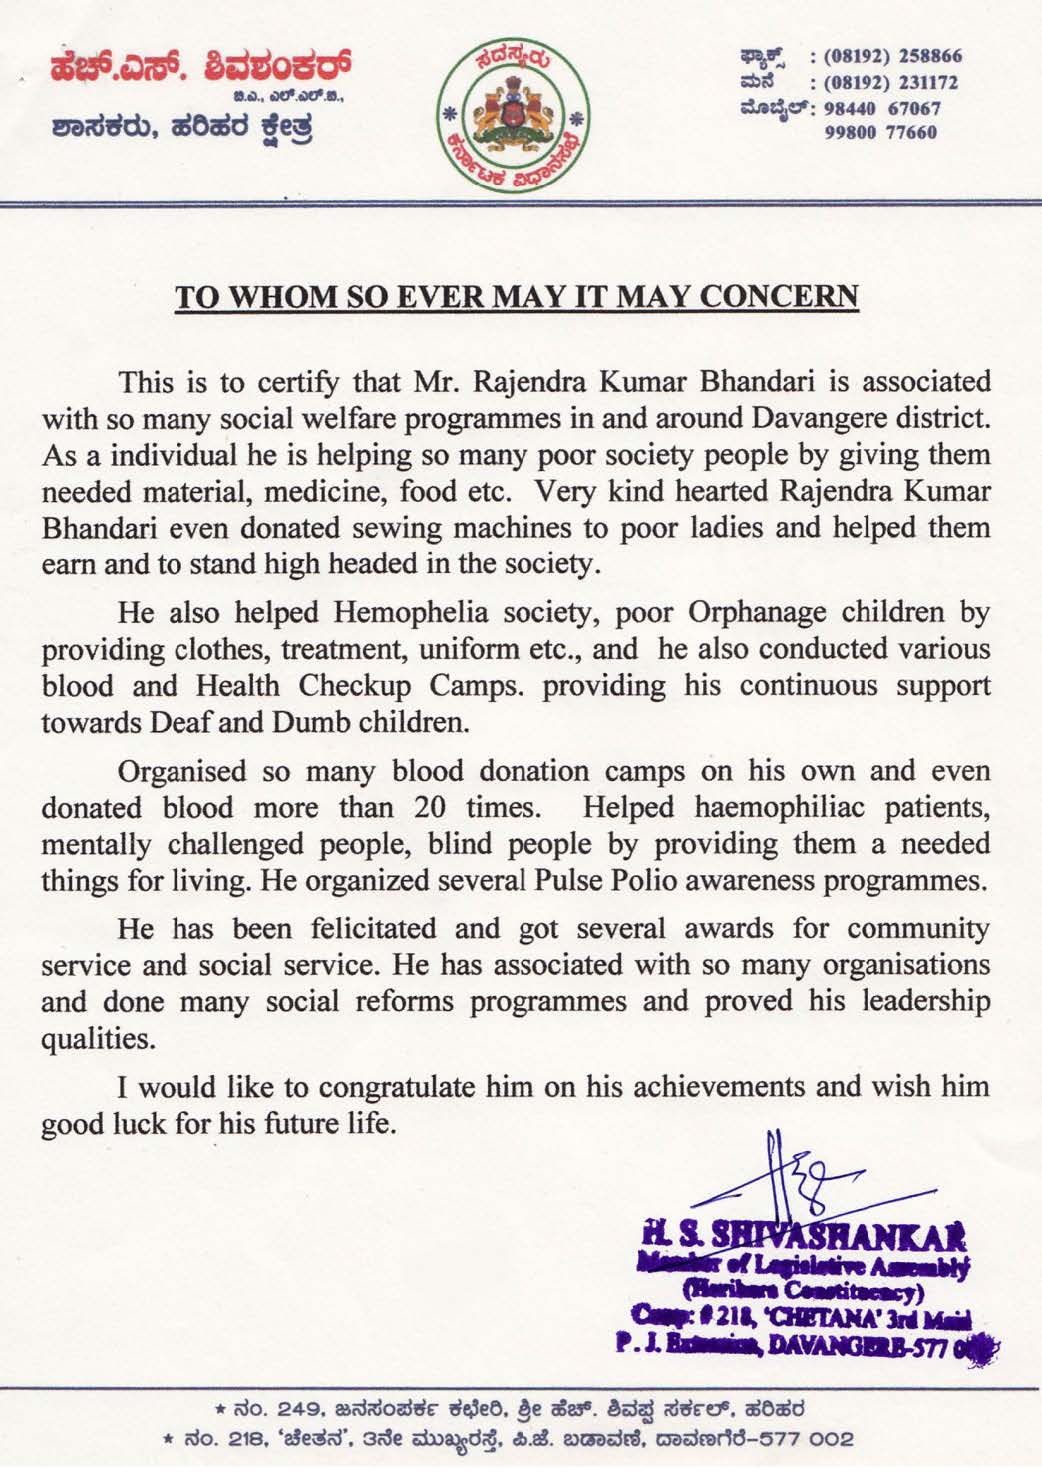 ಹೆಚ್.ಎಸ್. ಶಿವಶಂಕರ್
ಬಿ.ಎ., ಎಲ್.ಎಲ್.ಬಿ.,
ಶಾಸಕರು, ಹರಿಹರ ಕ್ಷೇತ್ರ
ಸದಸ್ಯರು
ಕರ್ನಾಟಕ ವಿಧಾನಸಭೆ
ಫ್ಯಾಕ್ಸ್ : (08192) 258866
ಮನೆ : (08192) 231172
ಮೊಬೈಲ್ : 98440 67067
99800 77660
TO WHOM SO EVER MAY IT MAY CONCERN
This is to certify that Mr. Rajendra Kumar Bhandari is associated
with so many social welfare programmes in and around Davangere district.
As a individual he is helping so many poor society people by giving them
needed material, medicine, food etc. Very kind hearted Rajendra Kumar
Bhandari even donated sewing machines to poor ladies and helped them
earn and to stand high headed in the society.
He also helped Hemophelia society, poor Orphanage children by
providing clothes, treatment, uniform etc., and he also conducted various
blood and Health Checkup Camps. providing his continuous support
towards Deaf and Dumb children.
Organised so many blood donation camps on his own and even
donated blood more than 20 times. Helped haemophiliac patients,
mentally challenged people, blind people by providing them a needed
things for living. He organized several Pulse Polio awareness programmes.
He has been felicitated and got several awards for community
service and social service. He has associated with so many organisations
and done many social reforms programmes and proved his leadership
qualities.
I would like to congratulate him on his achievements and wish him
good luck for his future life.
H. S. SHIVASHANKAR
Member of Legislative Assembly
(Harihara Constitucacy)
Camp: # 218, 'CHETANA' 3rd
P. J. Extension, DAVANGERE-577
★ ನಂ. 249, ಜನಸಂಪರ್ಕ ಕಛೇರಿ, ಶ್ರೀ ಹೆಚ್. ಶಿವಪ್ಪ ಸರ್ಕಲ್, ಹರಿಹರ
★ ನಂ. 218, 'ಚೇತನ', 3ನೇ ಮುಖ್ಯರಸ್ತೆ, ಪಿ.ಜೆ. ಬಡಾವಣೆ, ದಾವಣಗೆರೆ-577 002